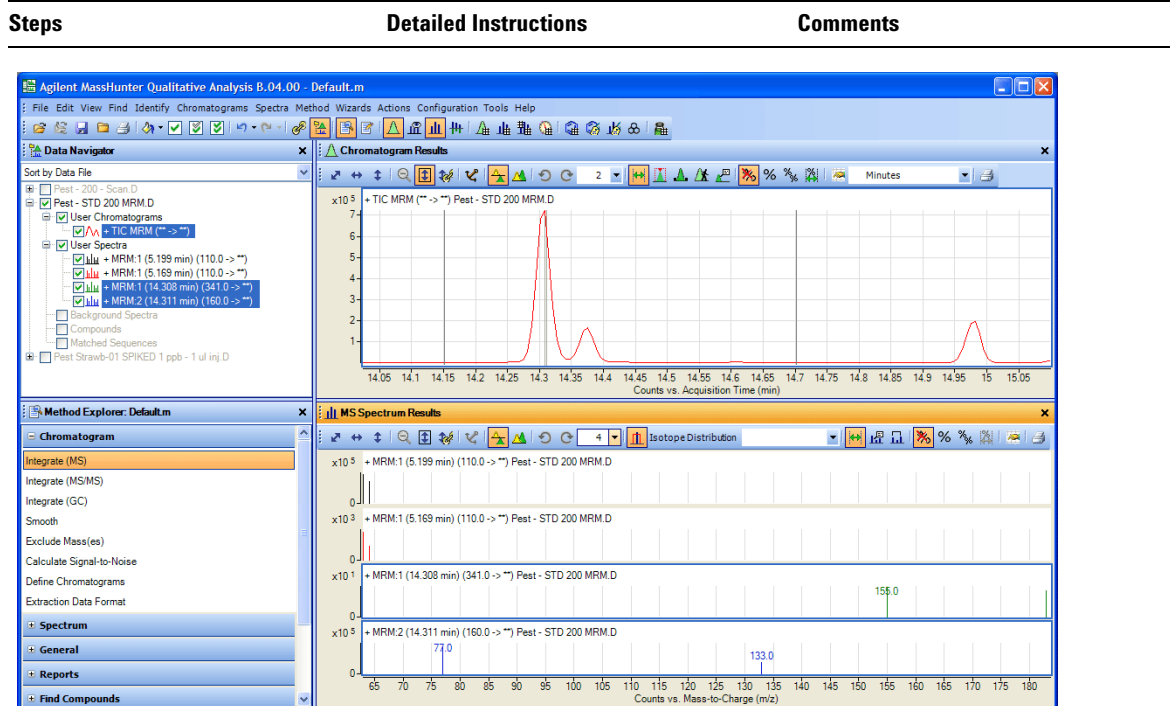 Steps Detailed Instructions Comments
Agilent MassHunter Qualitative Analysis B.04.00 - Default.m
File Edit View Find Identify Chromatograms Spectra Method Wizards Actions Configuration Tools Help
Data Navigator
Sort by Data File
Pest - 200 - Scan.D
Pest - STD 200 MRM.D
User Chromatograms
+ TIC MRM (** -> **)
User Spectra
+ MRM:1 (5.199 min) (110.0 -> **)
+ MRM:1 (5.169 min) (110.0 -> **)
+ MRM:1 (14.308 min) (341.0 -> **)
+ MRM:2 (14.311 min) (160.0 -> **)
Background Spectra
Compounds
Matched Sequences
Pest Strawb-01 SPIKED 1 ppb - 1 ul inj.D
Chromatogram Results
2 Minutes
x10 5 + TIC MRM (** -> **) Pest - STD 200 MRM.D
7
6
5
4
3
2
1
14.05 14.1 14.15 14.2 14.25 14.3 14.35 14.4 14.45 14.5 14.55 14.6 14.65 14.7 14.75 14.8 14.85 14.9 14.95 15 15.05
Counts vs. Acquisition Time (min)
Method Explorer: Default.m
Chromatogram
Integrate (MS)
Integrate (MS/MS)
Integrate (GC)
Smooth
Exclude Mass(es)
Calculate Signal-to-Noise
Define Chromatograms
Extraction Data Format
Spectrum
General
Reports
Find Compounds
MS Spectrum Results
4 Isotope Distribution
x10 5 + MRM:1 (5.199 min) (110.0 -> **) Pest - STD 200 MRM.D
0
x10 3 + MRM:1 (5.169 min) (110.0 -> **) Pest - STD 200 MRM.D
0
x10 1 + MRM:1 (14.308 min) (341.0 -> **) Pest - STD 200 MRM.D
155.0
0
x10 5 + MRM:2 (14.311 min) (160.0 -> **) Pest - STD 200 MRM.D
77.0
133.0
0
65 70 75 80 85 90 95 100 105 110 115 120 125 130 135 140 145 150 155 160 165 170 175 180
Counts vs. Mass-to-Charge (m/z)